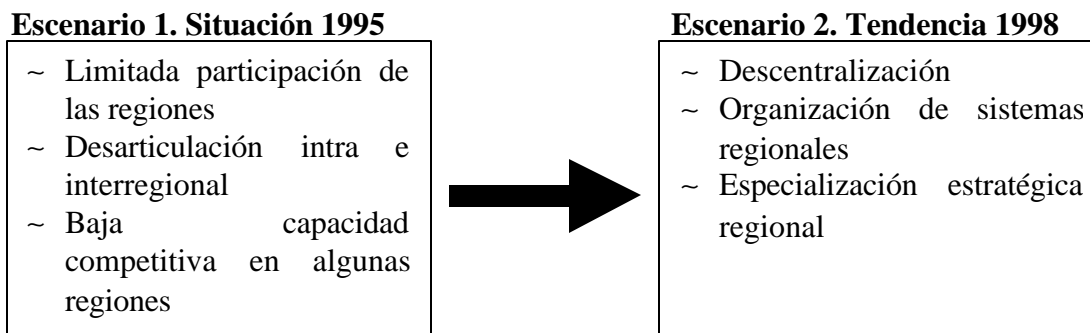 Escenario 1. Situación 1995
~ Limitada participación de
las regiones
~ Desarticulación intra e
interregional
~ Baja capacidad
competitiva en algunas
regiones
Escenario 2. Tendencia 1998
~ Descentralización
~ Organización de sistemas
regionales
~ Especialización estratégica
regional